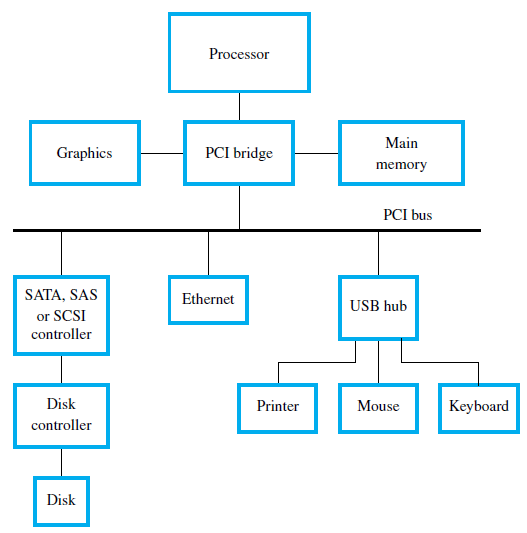 Processor
Graphics
PCI bridge
Main
memory
PCI bus
SATA, SAS
or SCSI
controller
Ethernet
USB hub
Disk
controller
Printer
Mouse
Keyboard
Disk